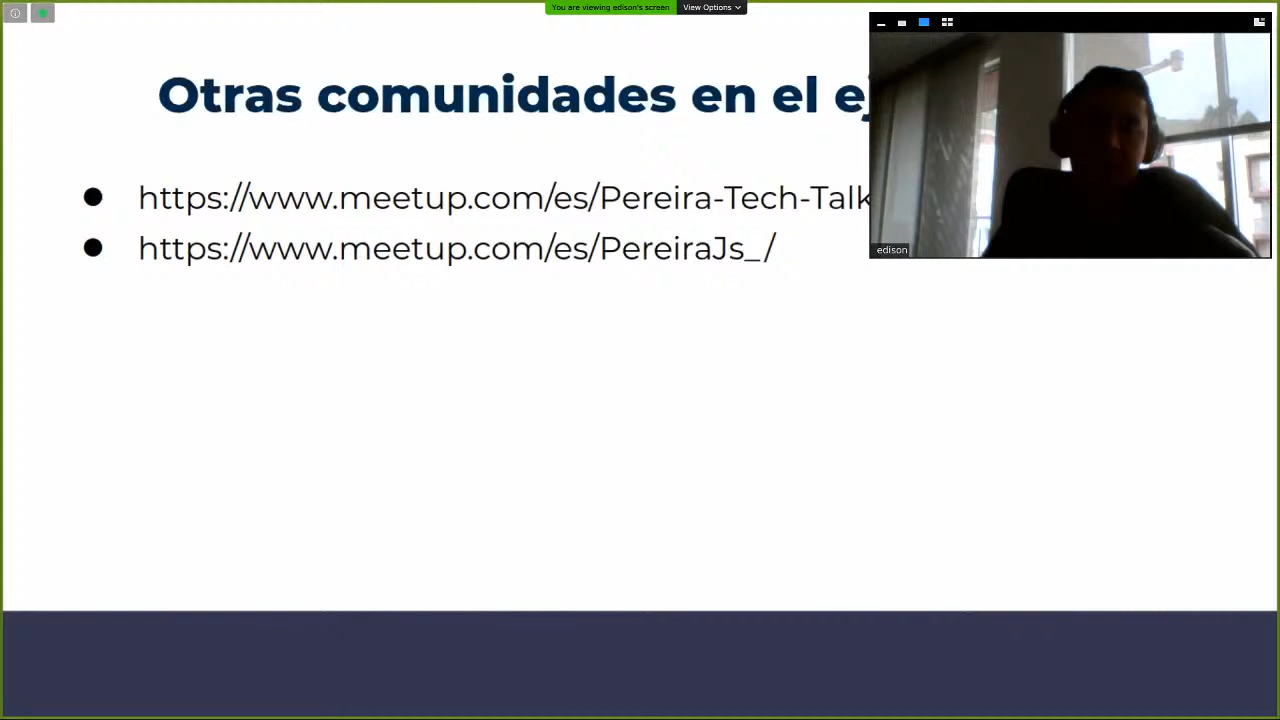 You are viewing edison's screen
View Options
Otras comunidades en el
https://www.meetup.com/es/Pereira-Tech-Talk
https://www.meetup.com/es/PereiraJs_/
edison